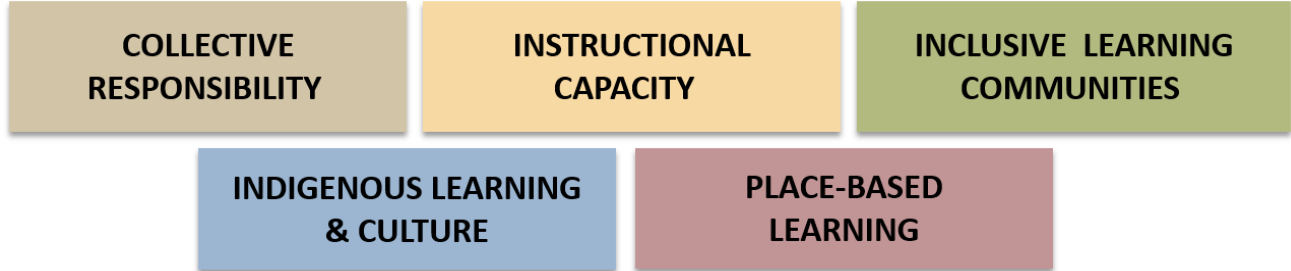 COLLECTIVE
RESPONSIBILITY
INSTRUCTIONAL
CAPACITY
INCLUSIVE LEARNING
COMMUNITIES
INDIGENOUS LEARNING
& CULTURE
PLACE-BASED
LEARNING